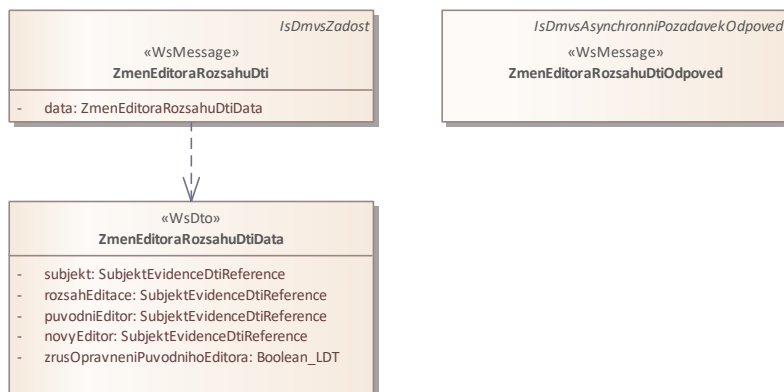 IsDmvsZadost
«WsMessage»
ZmenEditoraRozsahuDti
- data: ZmenEditoraRozsahuDtiData
IsDmvsAsynchronniPozadavekOdpoved
«WsMessage»
ZmenEditoraRozsahuDtiOdpoved
«WsDto»
ZmenEditoraRozsahuDtiData
- subjekt: SubjektEvidenceDtiReference
- rozsahEditace: SubjektEvidenceDtiReference
- puvodniEditor: SubjektEvidenceDtiReference
- novyEditor: SubjektEvidenceDtiReference
- zrusOpravneniPuvodnihoEditora: Boolean_LDT